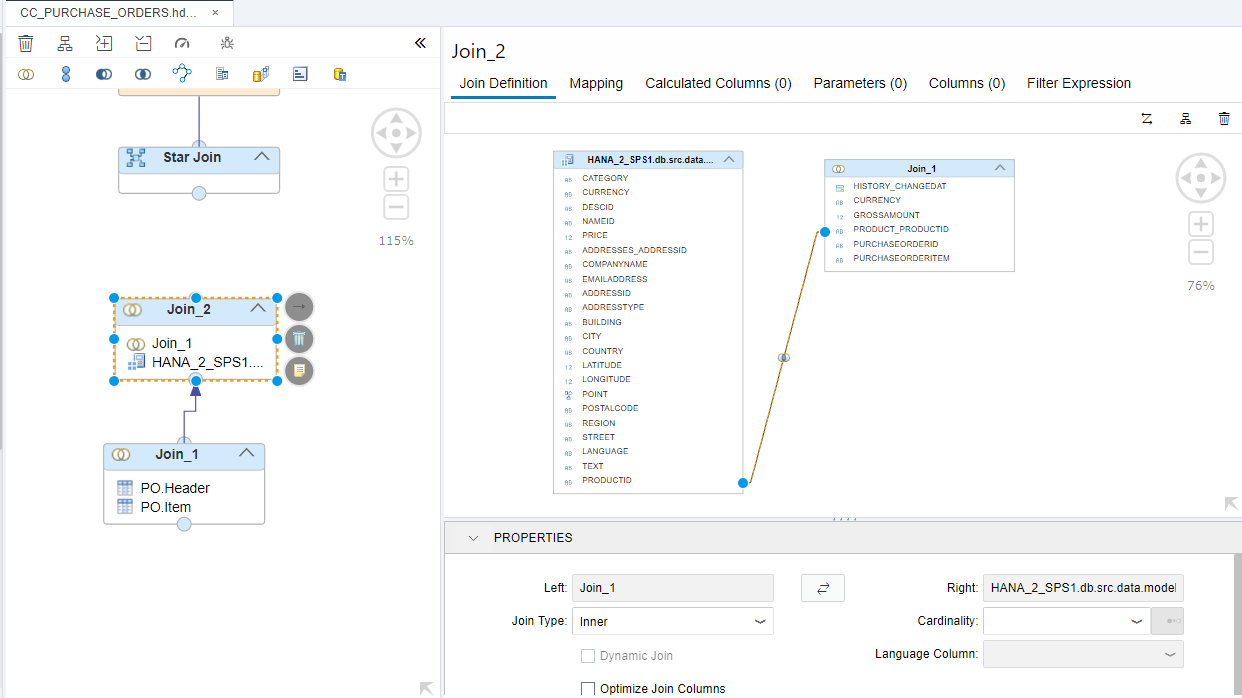 CC_PURCHASE_ORDERS.hd... ×
Join_2
Join Definition Mapping Calculated Columns (0) Parameters (0) Columns (0) Filter Expression
Star Join
115%
Join_2
Join_1
HANA_2_SPS1....
Join_1
PO.Header
PO.Item
HANA_2_SPS1.db.src.data....
CATEGORY
CURRENCY
DESCID
NAMEID
PRICE
ADDRESSES_ADDRESSID
COMPANYNAME
EMAILADDRESS
ADDRESSID
ADDRESSTYPE
BUILDING
CITY
COUNTRY
LATITUDE
LONGITUDE
POINT
POSTALCODE
REGION
STREET
LANGUAGE
TEXT
PRODUCTID
Join_1
HISTORY_CHANGEDAT
CURRENCY
GROSSAMOUNT
PRODUCT_PRODUCTID
PURCHASEORDERID
PURCHASEORDERITEM
76%
PROPERTIES
Left: Join_1
Right: HANA_2_SPS1.db.src.data.model
Join Type: Inner
Cardinality:
Dynamic Join
Language Column:
Optimize Join Columns